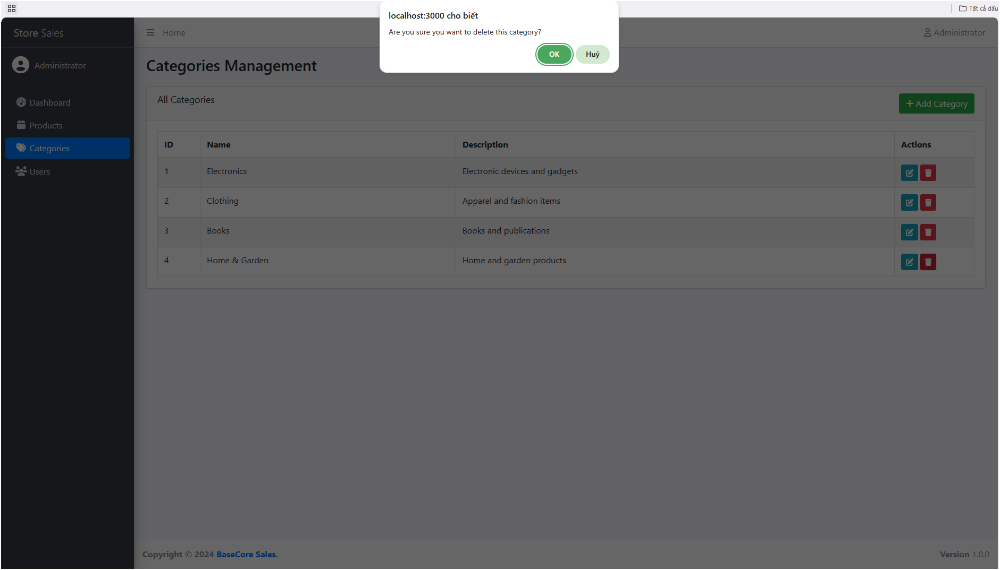 Tất cả dấu
localhost:3000 cho biết
Are you sure you want to delete this category?
OK Huỷ
Store Sales
Home
Administrator
Administrator
Dashboard
Products
Categories
Users
Categories Management
All Categories
Add Category
ID Name Description Actions
1 Electronics Electronic devices and gadgets
2 Clothing Apparel and fashion items
3 Books Books and publications
4 Home & Garden Home and garden products
Copyright © 2024 BaseCore Sales.
Version 1.0.0